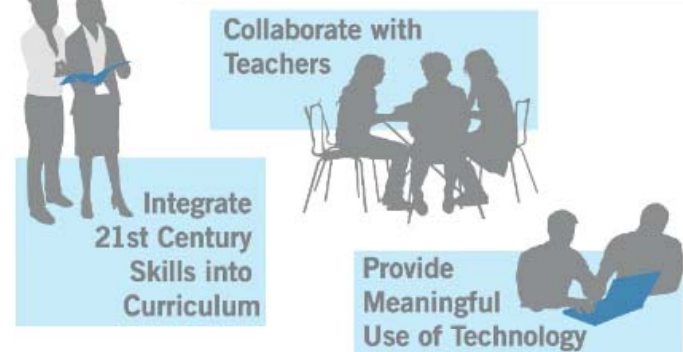 Collaborate with
Teachers
Integrate
21st Century
Skills into
Curriculum
Provide
Meaningful
Use of Technology